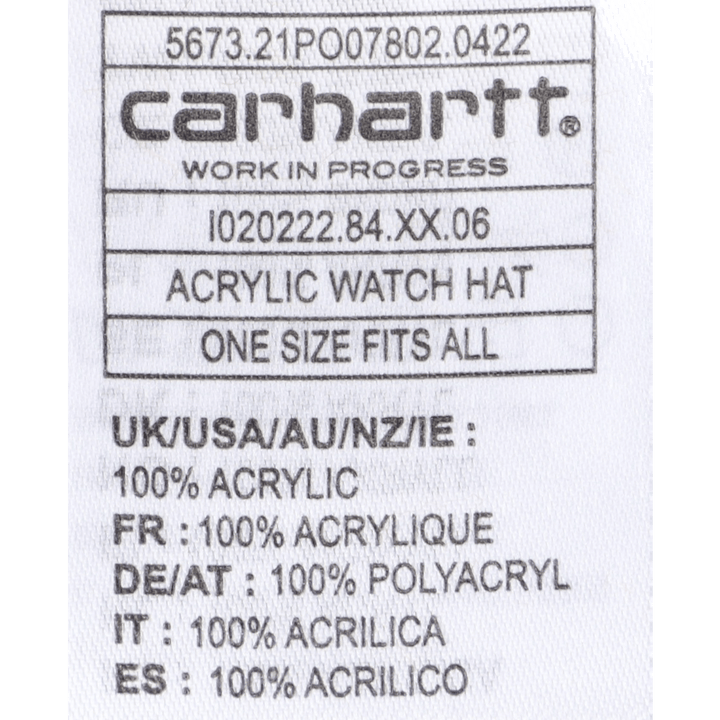 5673.21PO07802.0422
carhartt®
WORK IN PROGRESS
I020222.84.XX.06
ACRYLIC WATCH HAT
ONE SIZE FITS ALL
UK/USA/AU/NZ/IE :
100% ACRYLIC
FR : 100% ACRYLIQUE
DE/AT : 100% POLYACRYL
IT : 100% ACRILICA
ES : 100% ACRILICO